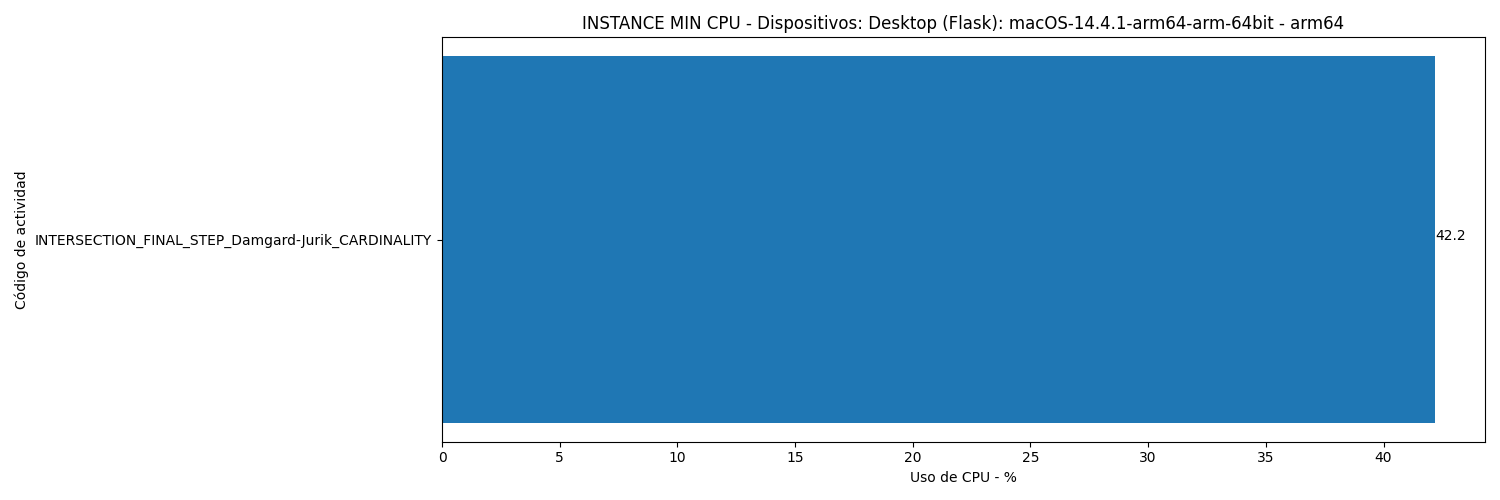 INSTANCE MIN CPU - Dispositivos: Desktop (Flask): macOS-14.4.1-arm64-arm-64bit - arm64
Código de actividad
INTERSECTION_FINAL_STEP_Damgard-Jurik_CARDINALITY
42.2
0 5 10 15 20 25 30 35 40
Uso de CPU - %